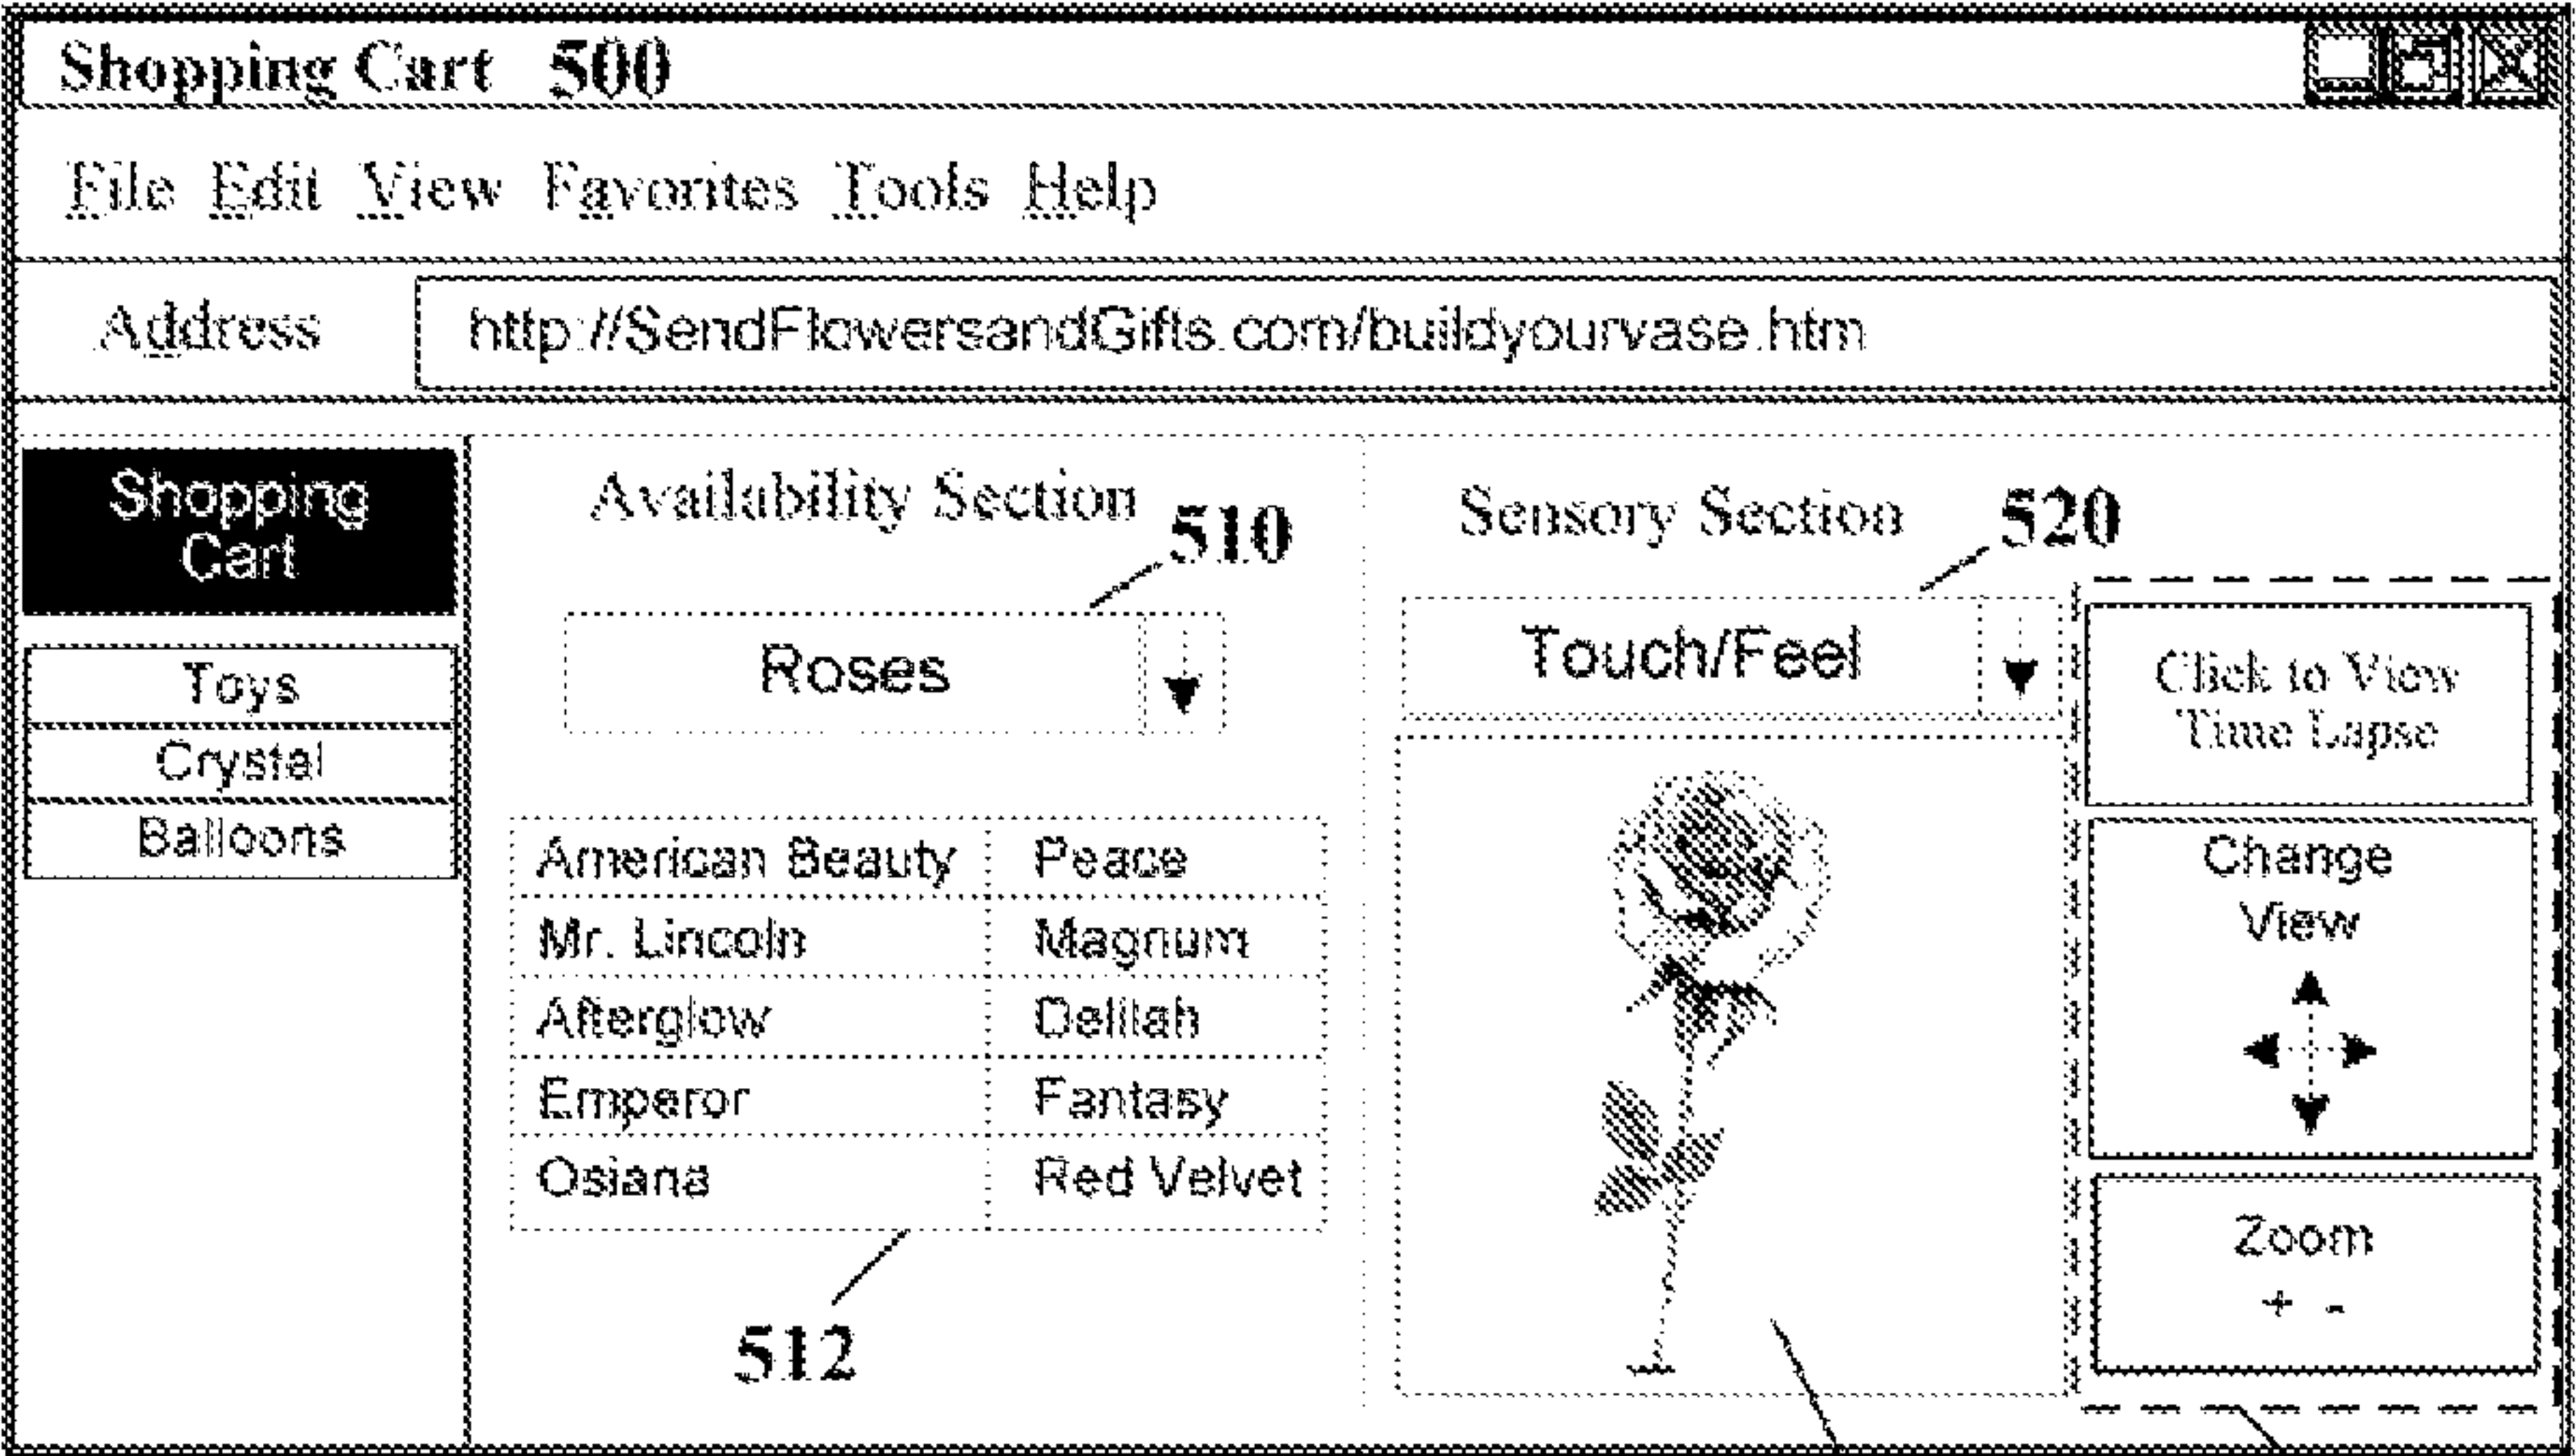 Shopping Cart 500
File Edit View Favorites Tools Help
Address http://SendFlowersandGifts.com/buildyourvase.htm
Shopping
Cart
Toys
Crystal
Balloons
Availability Section
510
Roses
American Beauty Peace
Mr. Lincoln Magnum
Afterglow Delilah
Emperor Fantasy
Osiana Red Velvet
512
Sensory Section
520
Touch/Feel
Click to View
Time Lapse
Change
View
Zoom
+ -